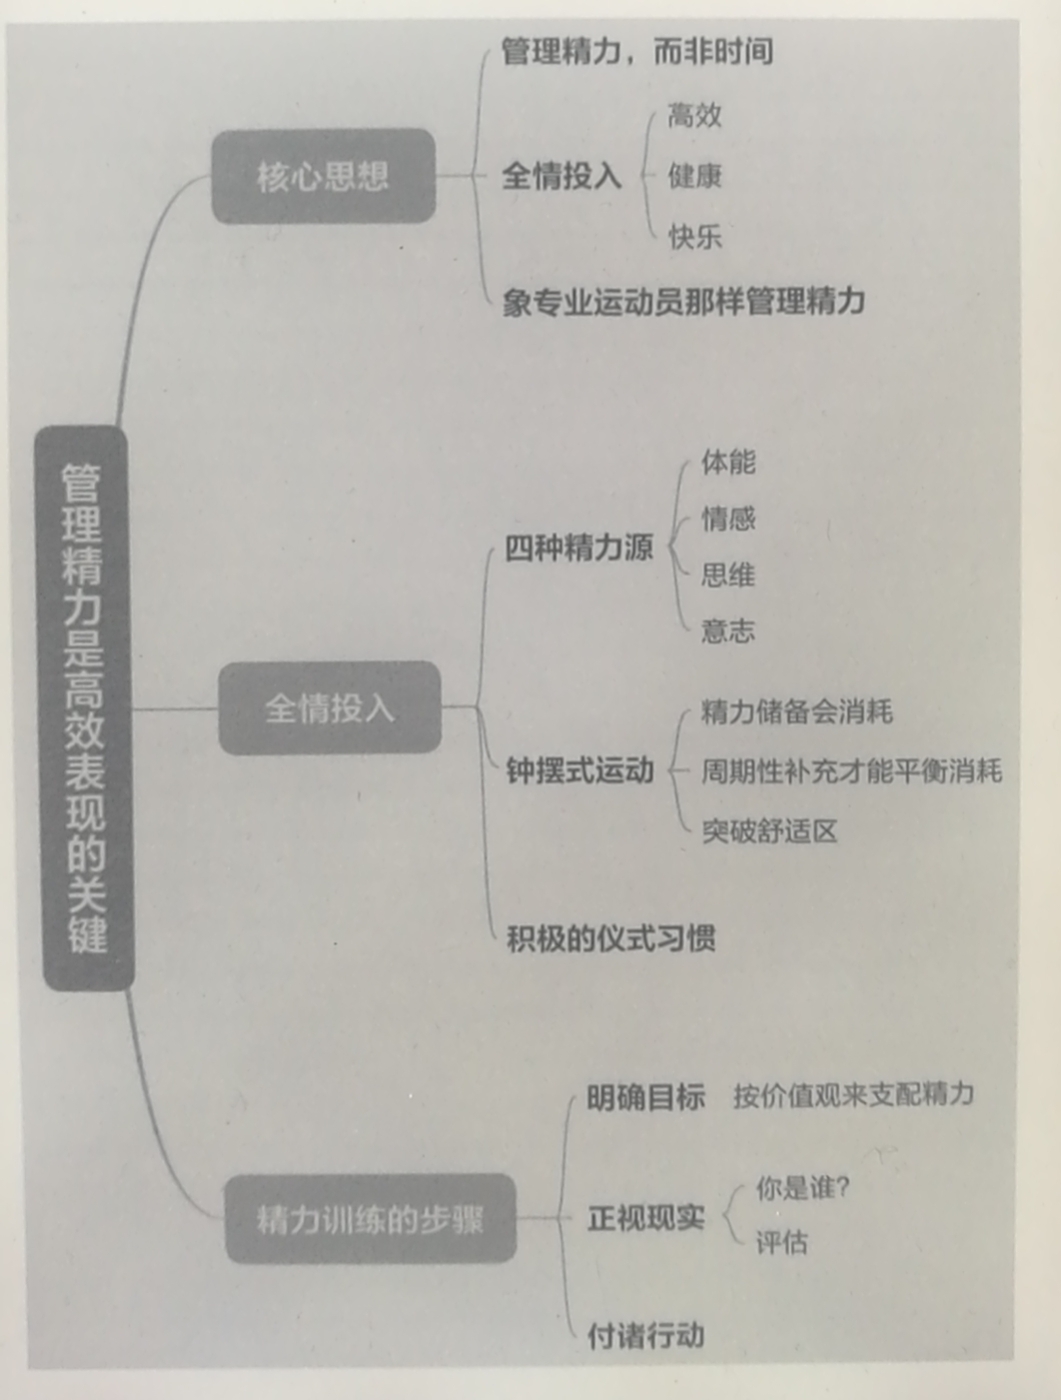 管理精力是高效表现的关键
核心思想
管理精力，而非时间
全情投入
高效
健康
快乐
象专业运动员那样管理精力
全情投入
四种精力源
体能
情感
思维
意志
钟摆式运动
精力储备会消耗
周期性补充才能平衡消耗
突破舒适区
积极的仪式习惯
精力训练的步骤
明确目标 按价值观来支配精力
正视现实
你是谁？
评估
付诸行动